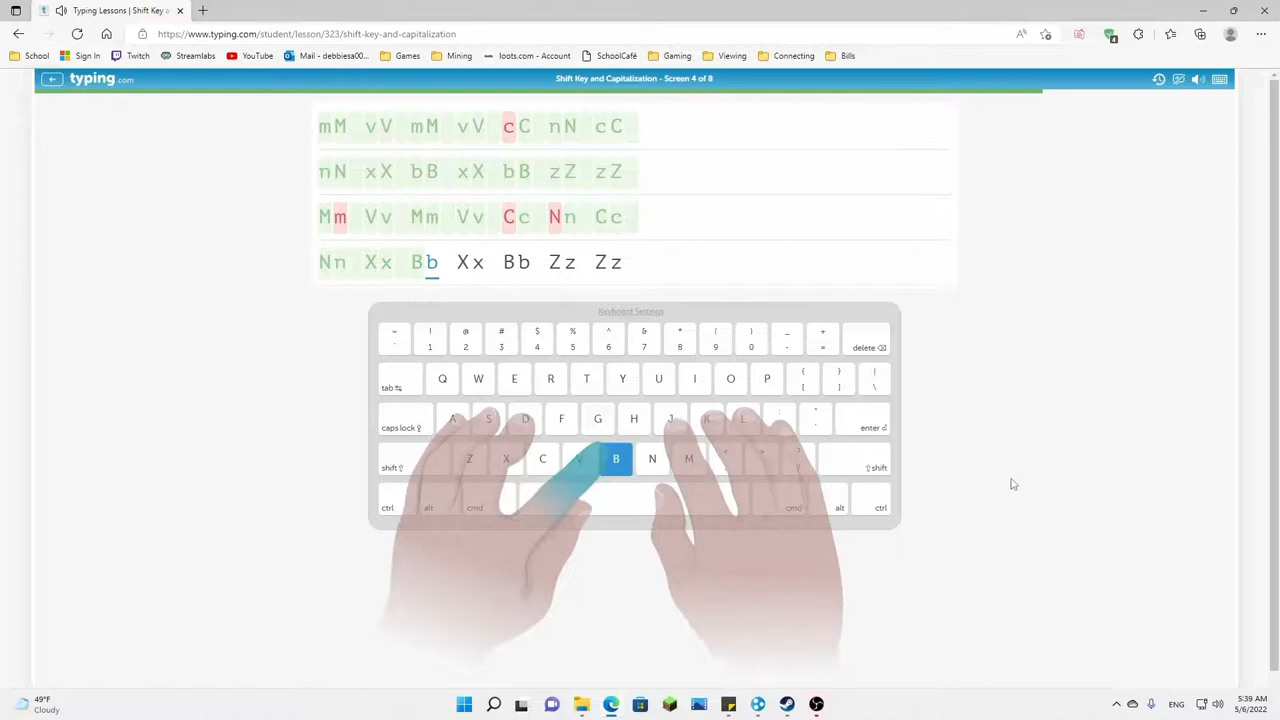 Typing Lessons | Shift Key a
https://www.typing.com/student/lesson/323/shift-key-and-capitalization
School Sign In Twitch Streamlabs YouTube Mail - debbiesa00... Games Mining loots.com - Account SchoolCafé Gaming Viewing Connecting Bills
typing.com
Shift Key and Capitalization - Screen 4 of 8
mM vV mM vV cC nN cC
nN xX bB xX bB zZ zZ
Mm Vv Mm Vv Cc Nn Cc
Nn Xx Bb Xx Bb Zz Zz
Keyboard Settings
~ ! @ # $ % ^ & * ( ) _ +
` 1 2 3 4 5 6 7 8 9 0 - = delete
tab Q W E R T Y U I O P { } |
[ ] \
caps lock A S D F G H J K L : " enter
shift Z X C V B N M shift
ctrl alt cmd cmd alt ctrl
49°F
Cloudy
ENG
5:39 AM
5/6/2022